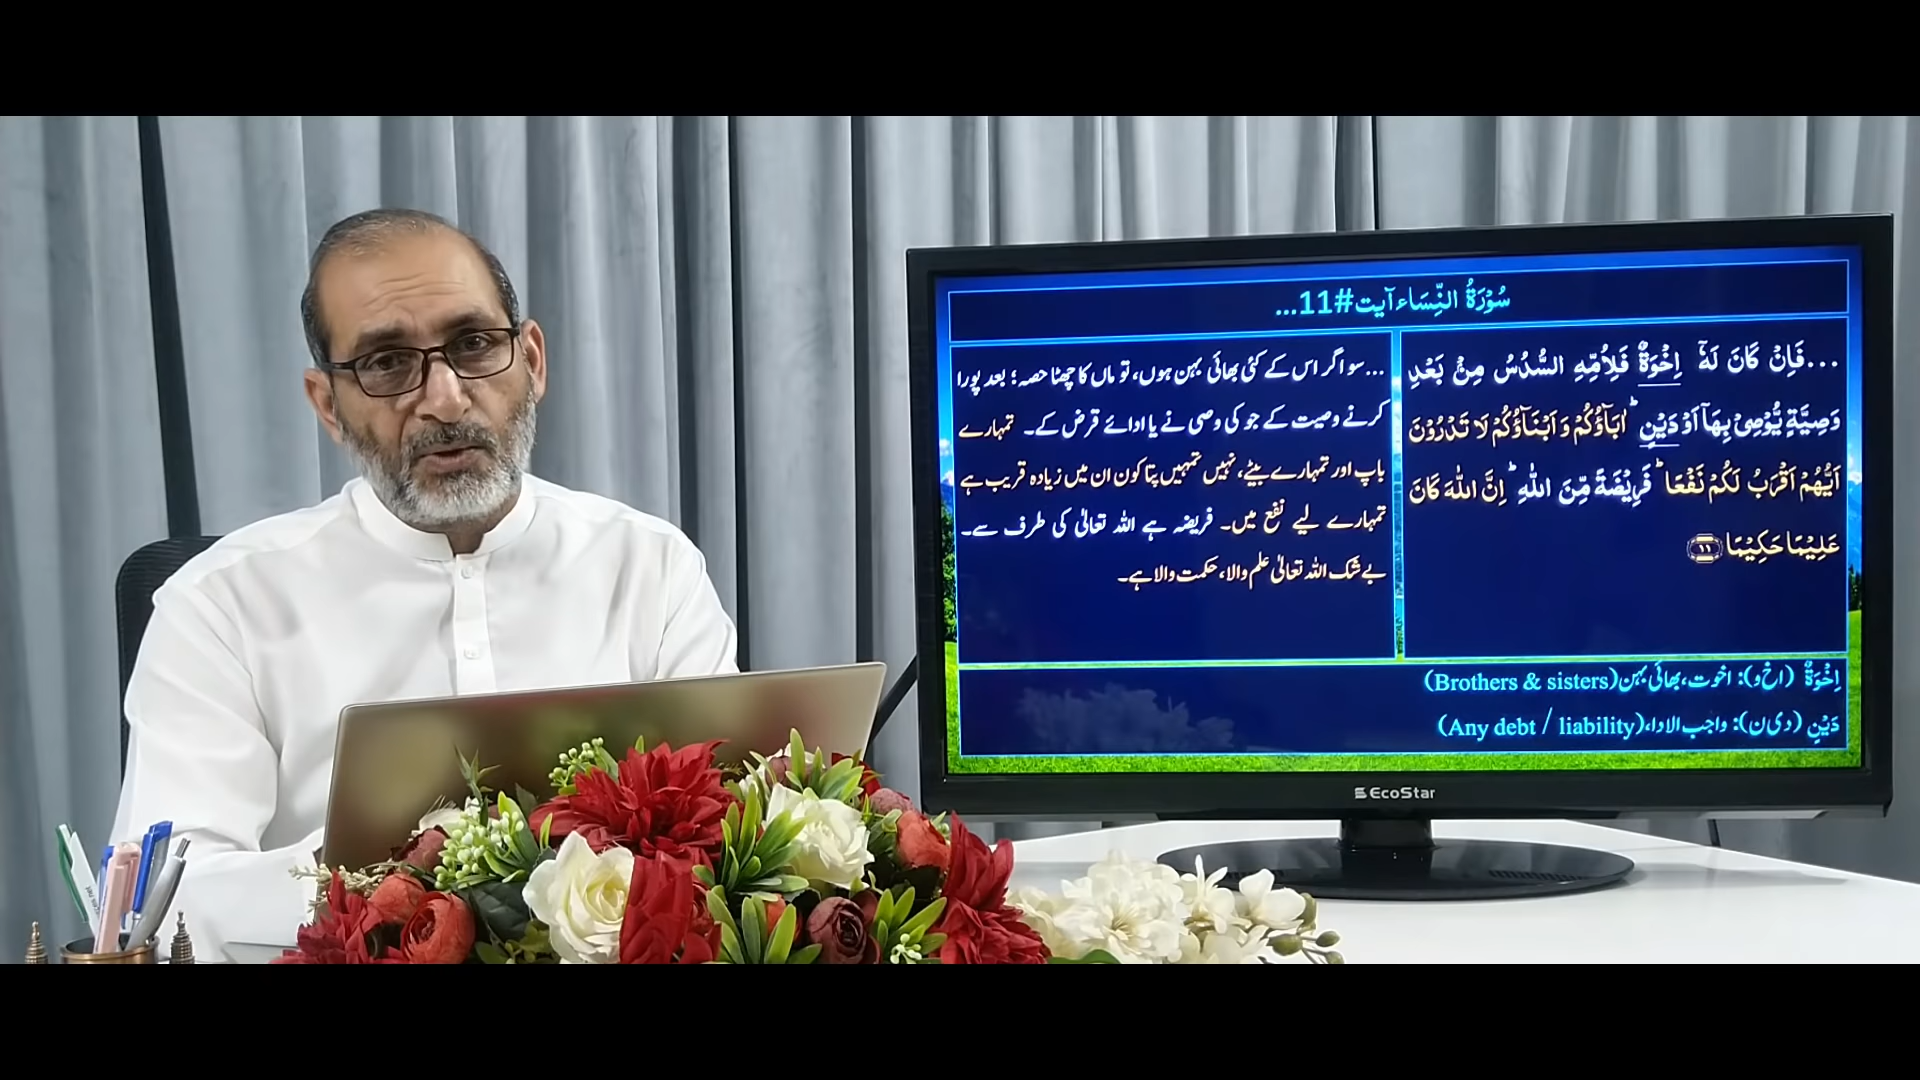 سُوْرَةُ النِّسَاء آیت#11...
...فَاِنْ كَانَ لَهٗۤ اِخْوَةٌ فَلِاُمِّهِ السُّدُسُ مِنْۢ بَعْدِ
وَصِيَّةٍ يُّوْصِيْ بِهَاۤ اَوْ دَيْنٍ ؕ اٰبَآؤُكُمْ وَ اَبْنَآؤُكُمْ لَا تَدْرُوْنَ
اَيُّهُمْ اَقْرَبُ لَكُمْ نَفْعًا ؕ فَرِيْضَةً مِّنَ اللّٰهِ ؕ اِنَّ اللّٰهَ كَانَ
عَلِيْمًا حَكِيْمًا ۝۱۱
...سو اگر اس کے کئی بھائی بہن ہوں، تو ماں کا چھٹا حصہ؛ بعد پورا
کرنے وصیت کے جو کی وصی نے یا ادائے قرض کے۔ تمہارے
باپ اور تمہارے بیٹے، نہیں تمہیں پتا کون ان میں زیادہ قریب ہے
تمہارے لیے نفع میں۔ فریضہ ہے اللہ تعالیٰ کی طرف سے۔
بے شک اللہ تعالیٰ علم والا، حکمت والا ہے۔
اِخْوَةٌ (اخ و): اخوت، بھائی بہن(Brothers & sisters)
دَيْنٍ (د ی ن): واجب الادا،(Any debt / liability)
EcoStar